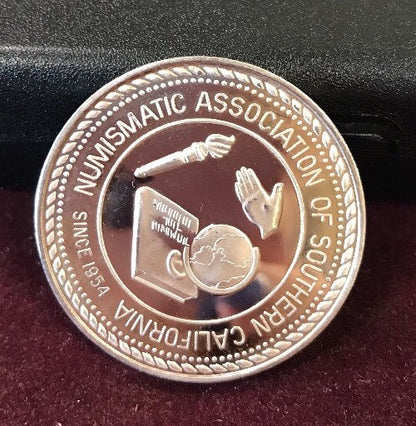 NUMISMATIC ASSOCIATION OF SOUTHERN CALIFORNIA
SINCE 1954